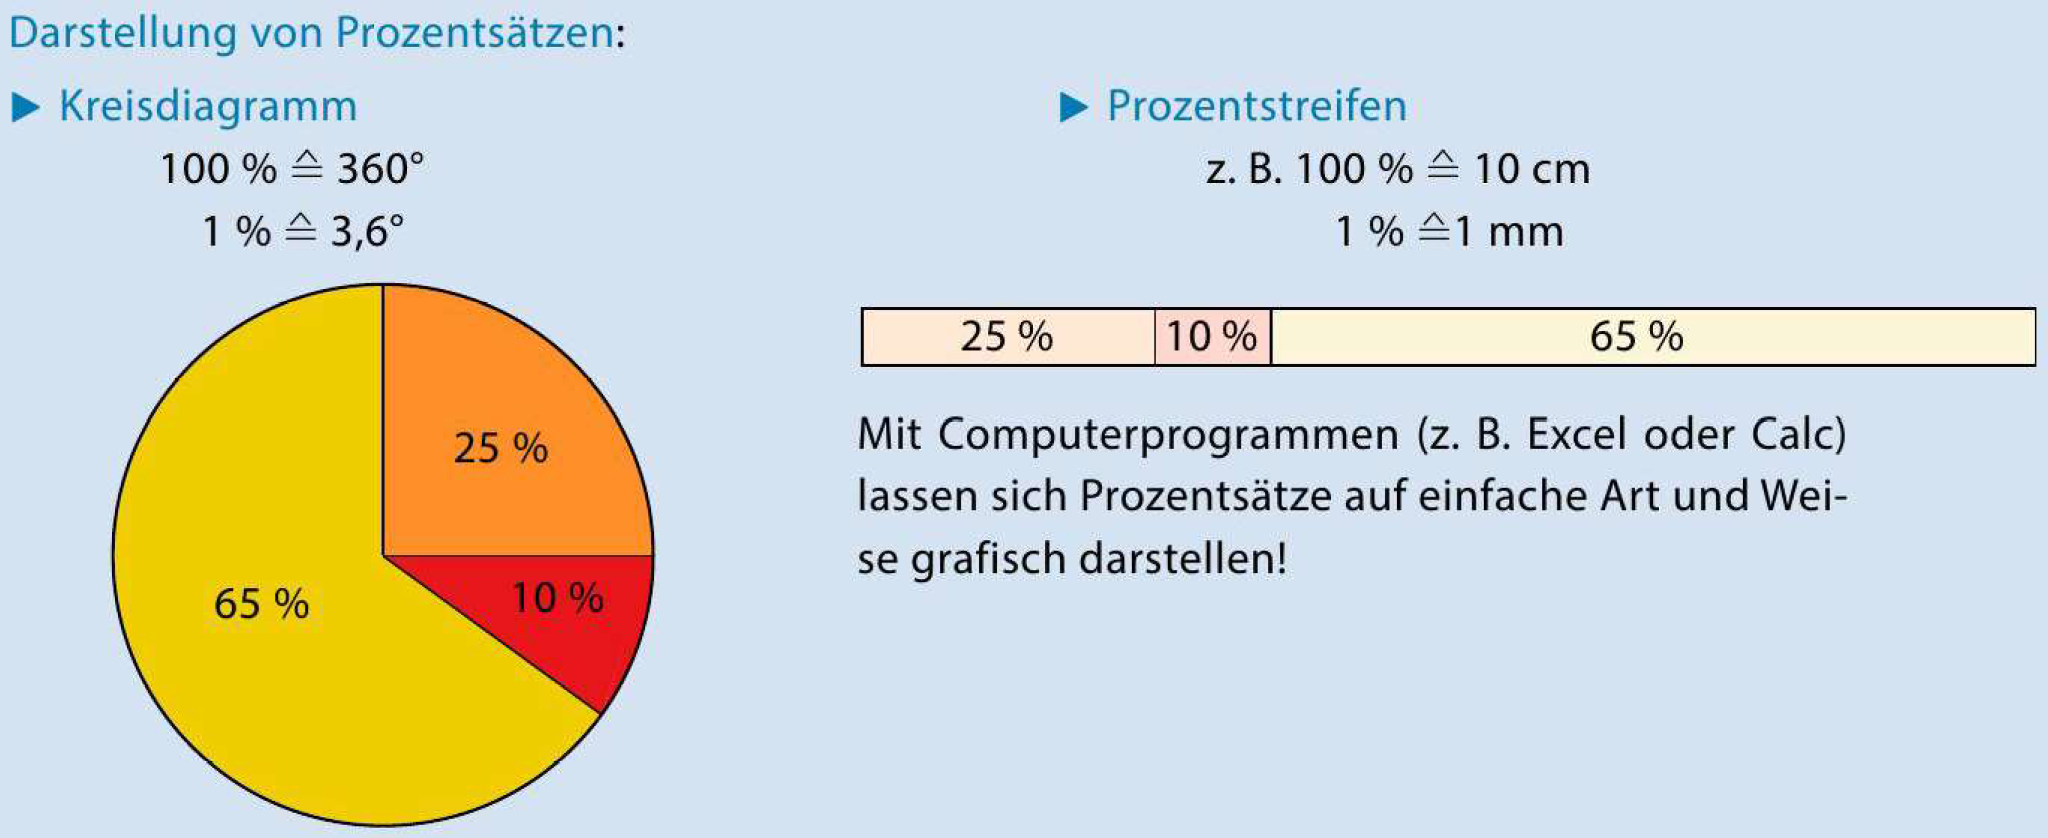 Darstellung von Prozentsätzen:
▶ Kreisdiagramm
100 % ≙ 360°
1 % ≙ 3,6°
25 %
10 %
65 %
▶ Prozentstreifen
z. B. 100 % ≙ 10 cm
1 % ≙1 mm
25 % 10 % 65 %
Mit Computerprogrammen (z. B. Excel oder Calc)
lassen sich Prozentsätze auf einfache Art und Wei-
se grafisch darstellen!